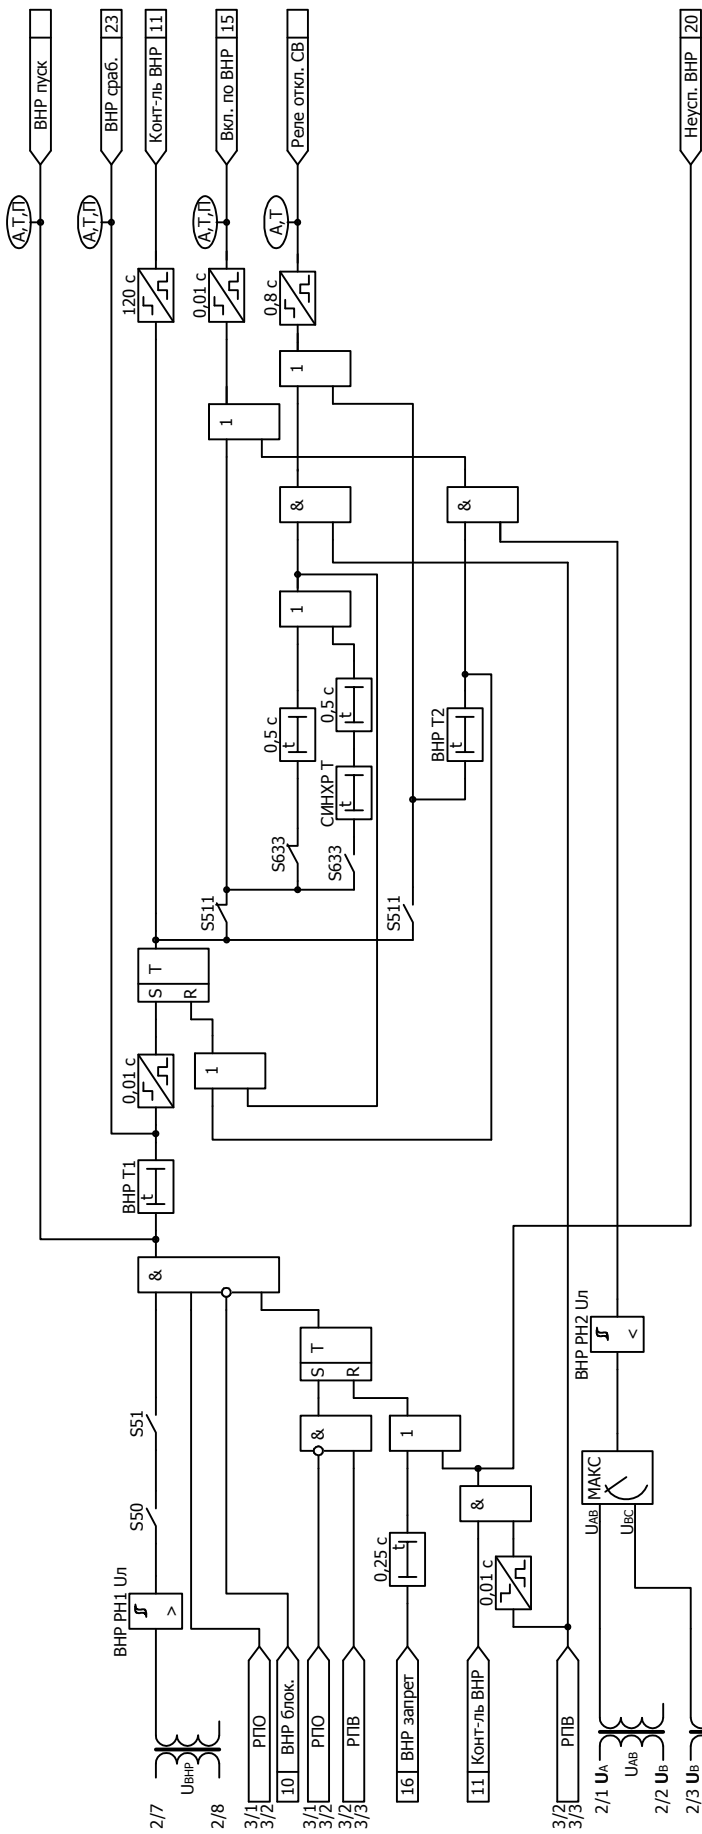 2/7
2/8
UВНР
ВНР РН1 Uл
>
S50
S51
3/1
3/2
РПО
10 ВНР блок.
3/1
3/2
РПО
3/2
3/3
РПВ
16 ВНР запрет
11 Конт-ль ВНР
3/2
3/3
РПВ
2/1 UA
UAB
2/2 UB
2/3 UB
0,25 с
t
0,01 с
&
1
&
S T
R
&
UAB
UBC
МАКС
ВНР РН2 Uл
<
ВНР Т1
t
0,01 с
1
S T
R
S511
S511
S633
S633
0,5 с
t
СИНХР Т
t
0,5 с
t
1
ВНР Т2
t
&
&
1
1
120 с
0,01 с
0,8 с
А,Т,П
А,Т,П
А,Т,П
А,Т
ВНР пуск
ВНР сраб. 23
Конт-ль ВНР 11
Вкл. по ВНР 15
Реле откл. СВ
Неусп. ВНР 20